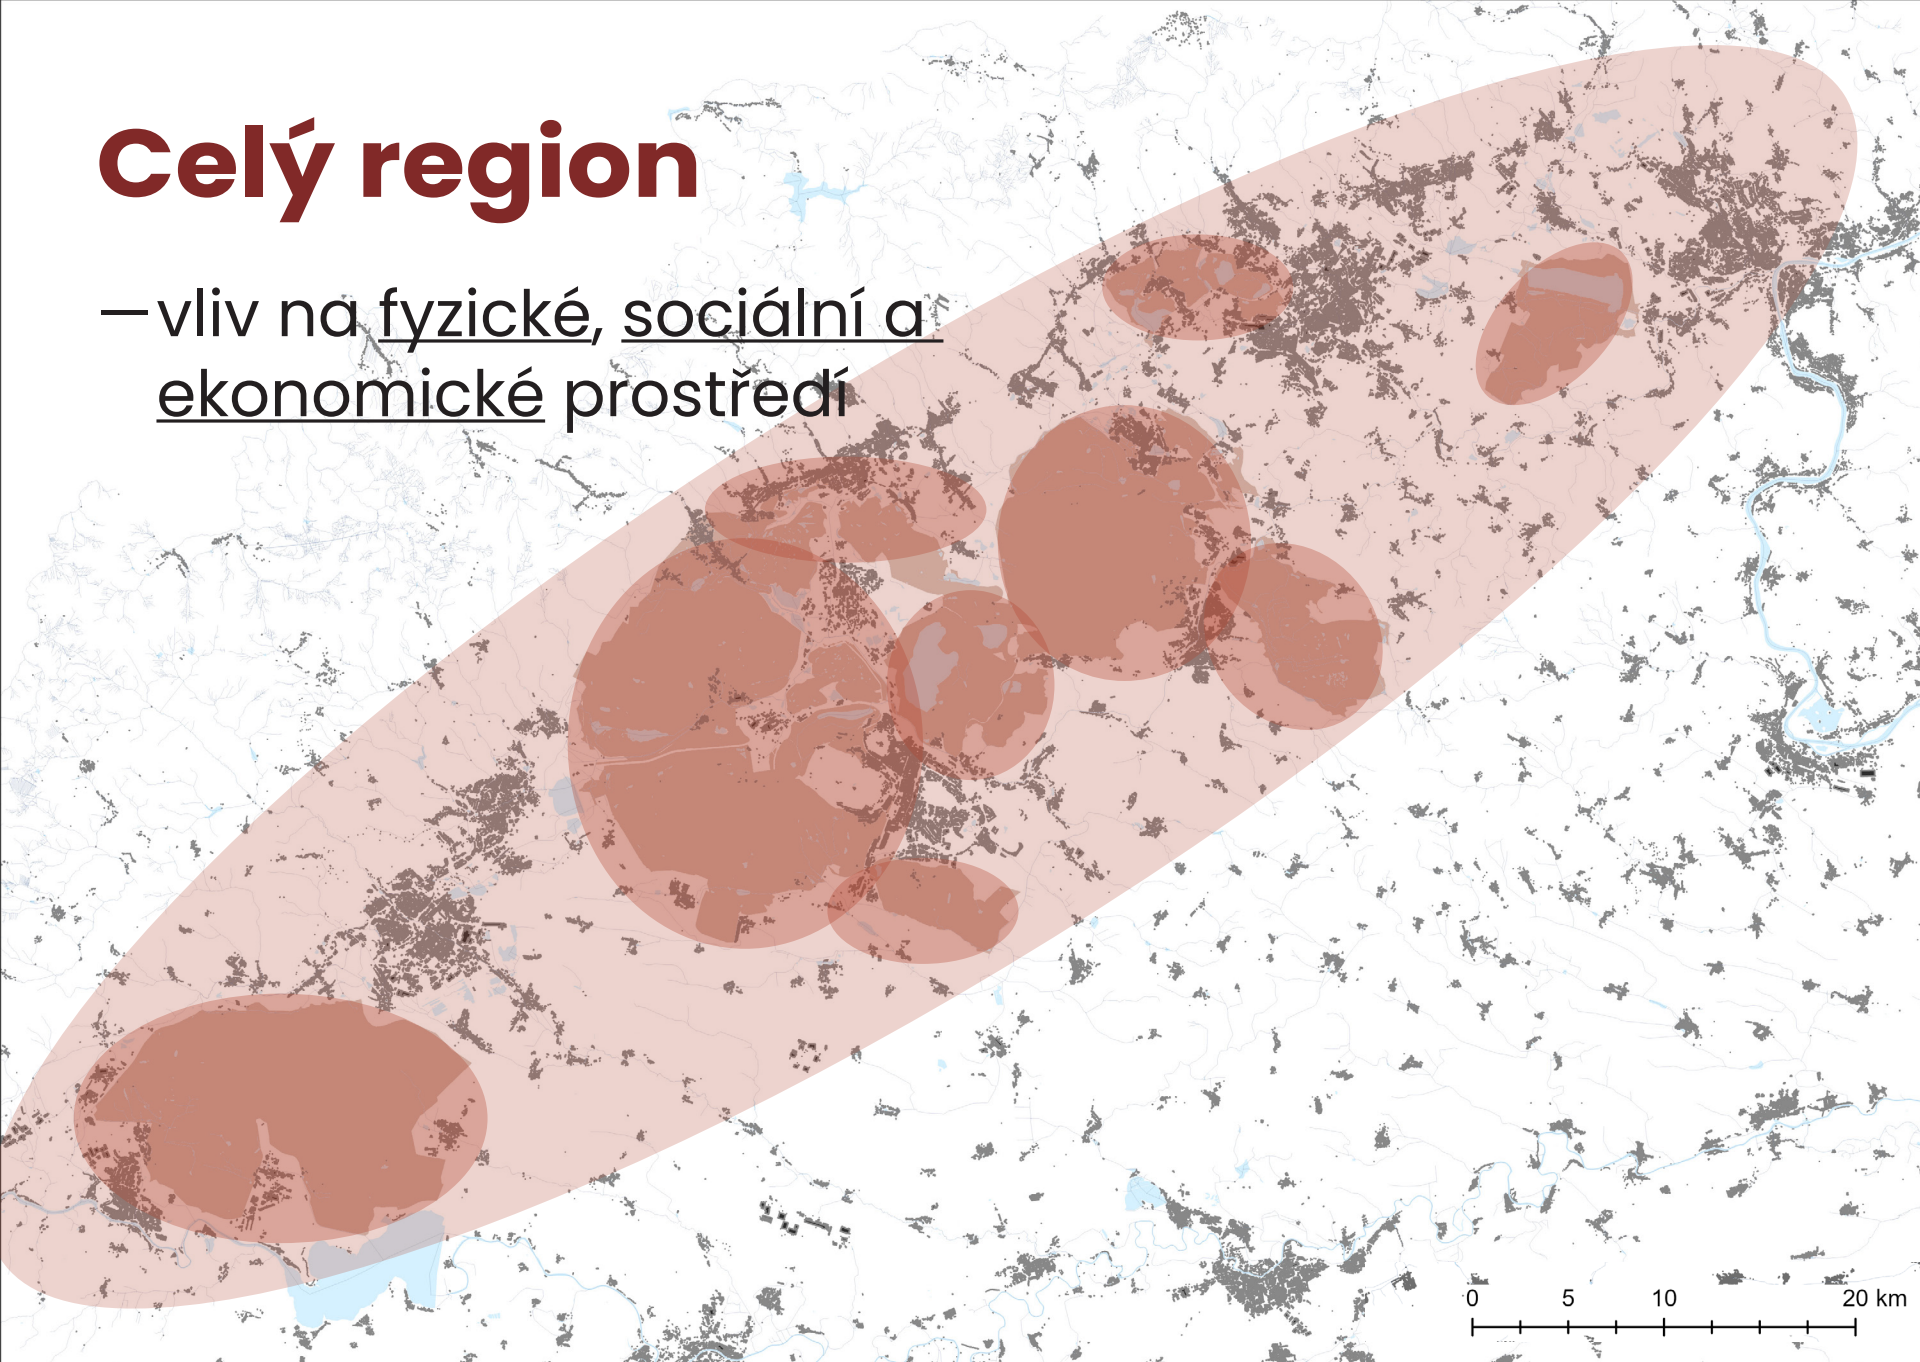 Celý region
—vliv na fyzické, sociální a
ekonomické prostředí
0 5 10 20 km